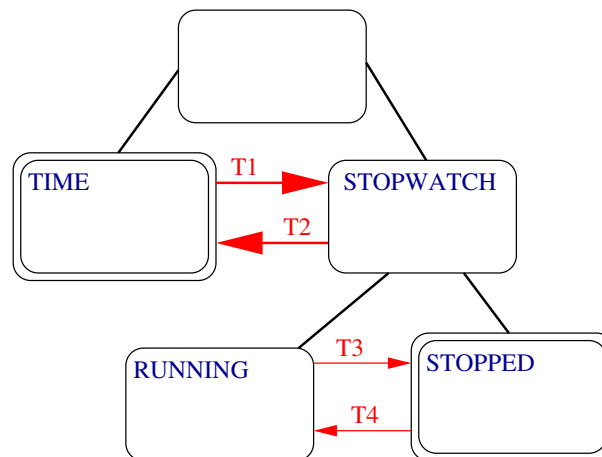 T1
TIME
STOPWATCH
T2
T3
RUNNING
STOPPED
T4